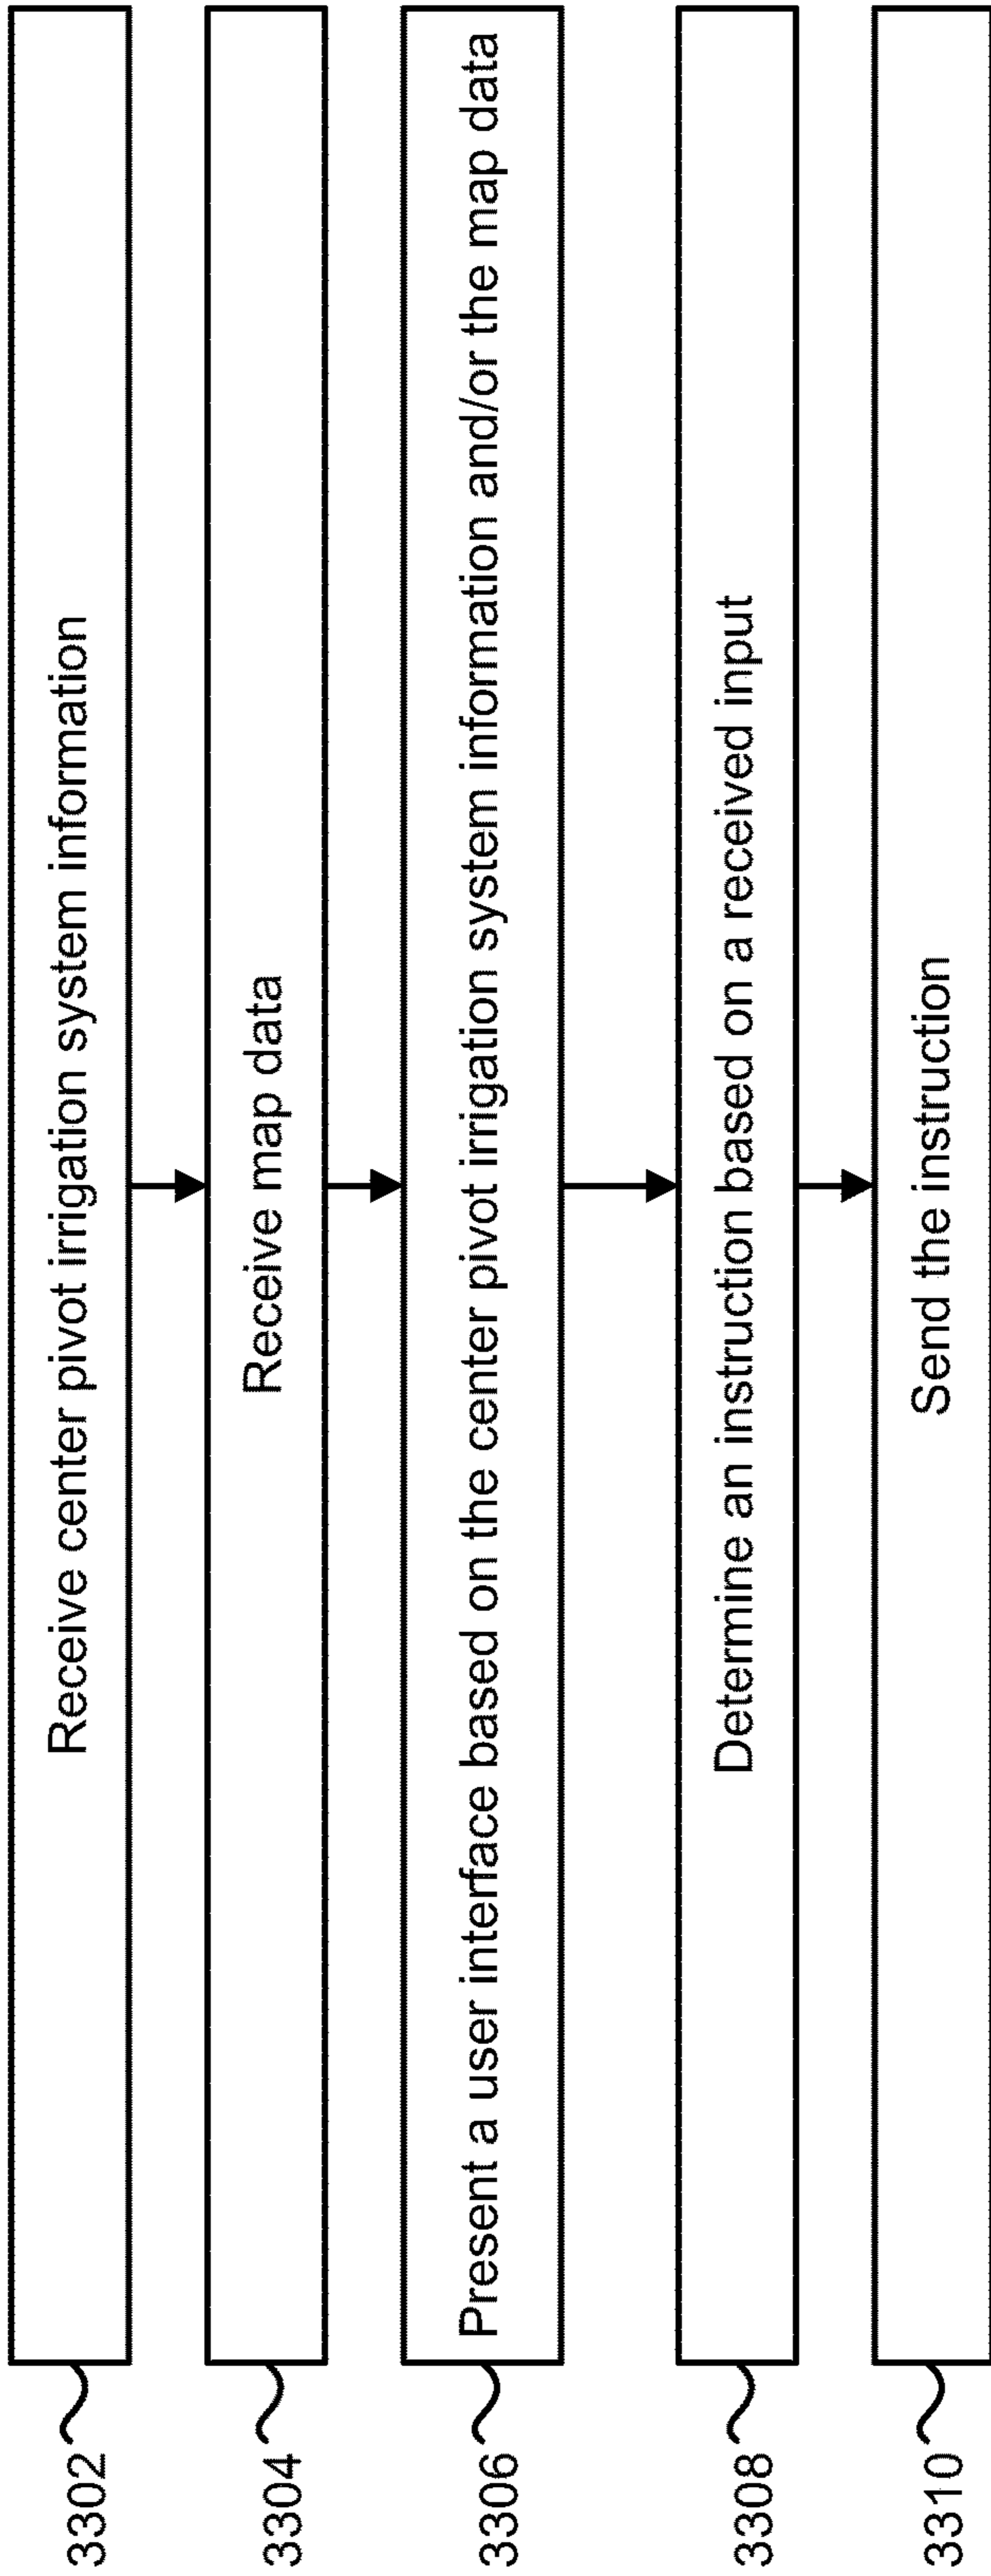 3302
Receive center pivot irrigation system information
3304
Receive map data
3306
Present a user interface based on the center pivot irrigation system information and/or the map data
3308
Determine an instruction based on a received input
3310
Send the instruction